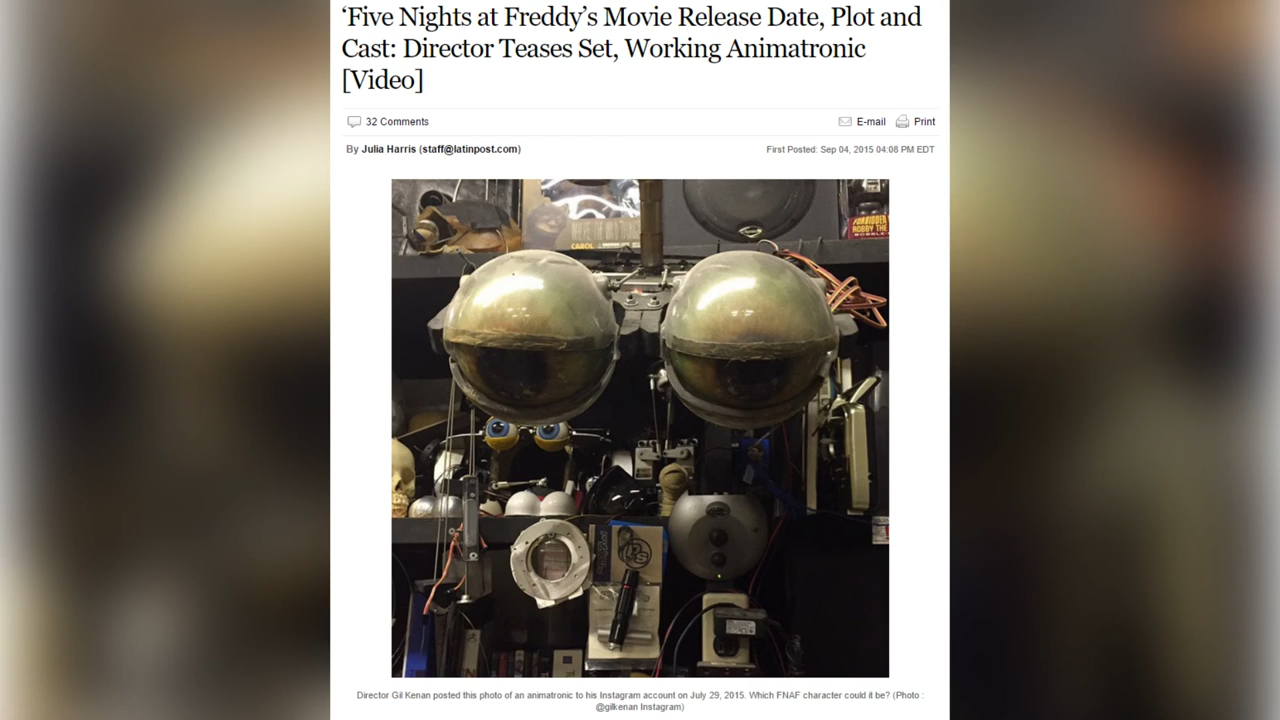 ‘Five Nights at Freddy’s Movie Release Date, Plot and
Cast: Director Teases Set, Working Animatronic
[Video]
32 Comments
E-mail Print
By Julia Harris (staff@latinpost.com)
First Posted: Sep 04, 2015 04:08 PM EDT
CAROL
FORBIDDEN
ROBBY THE
Director Gil Kenan posted this photo of an animatronic to his Instagram account on July 29, 2015. Which FNAF character could it be? (Photo :
@gilkenan Instagram)